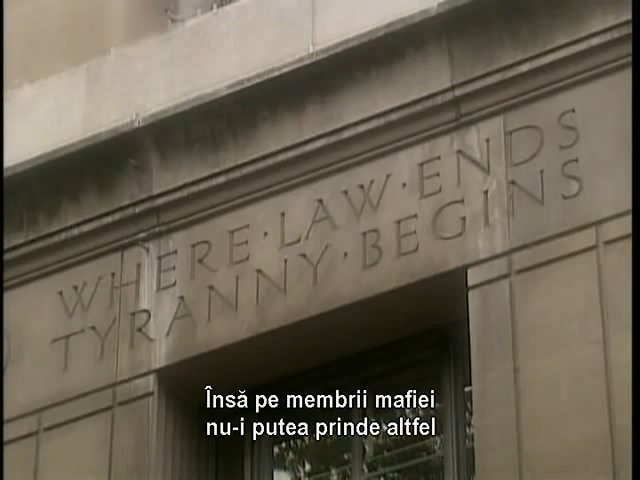 WHERE·LAW·ENDS
TYRANNY·BEGINS
Însă pe membrii mafiei
nu-i putea prinde altfel